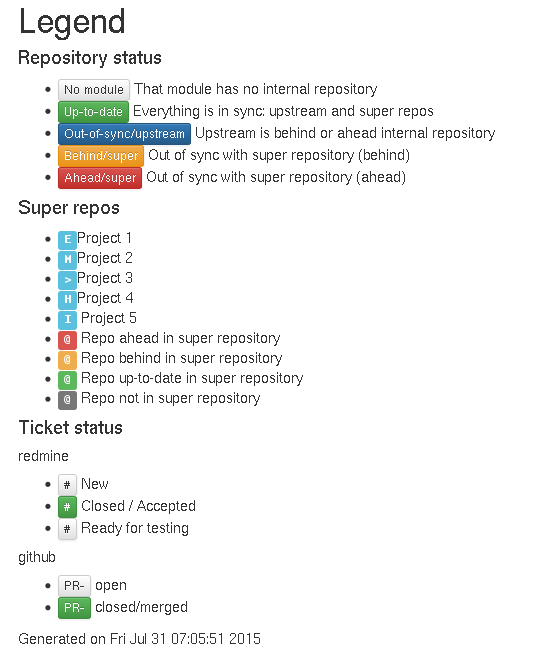 Legend
Repository status
No module That module has no internal repository
Up-to-date Everything is in sync: upstream and super repos
Out-of-sync/upstream Upstream is behind or ahead internal repository
Behind/super Out of sync with super repository (behind)
Ahead/super Out of sync with super repository (ahead)
Super repos
E Project 1
M Project 2
> Project 3
H Project 4
I Project 5
@ Repo ahead in super repository
@ Repo behind in super repository
@ Repo up-to-date in super repository
@ Repo not in super repository
Ticket status
redmine
# New
# Closed / Accepted
# Ready for testing
github
PR- open
PR- closed/merged
Generated on Fri Jul 31 07:05:51 2015